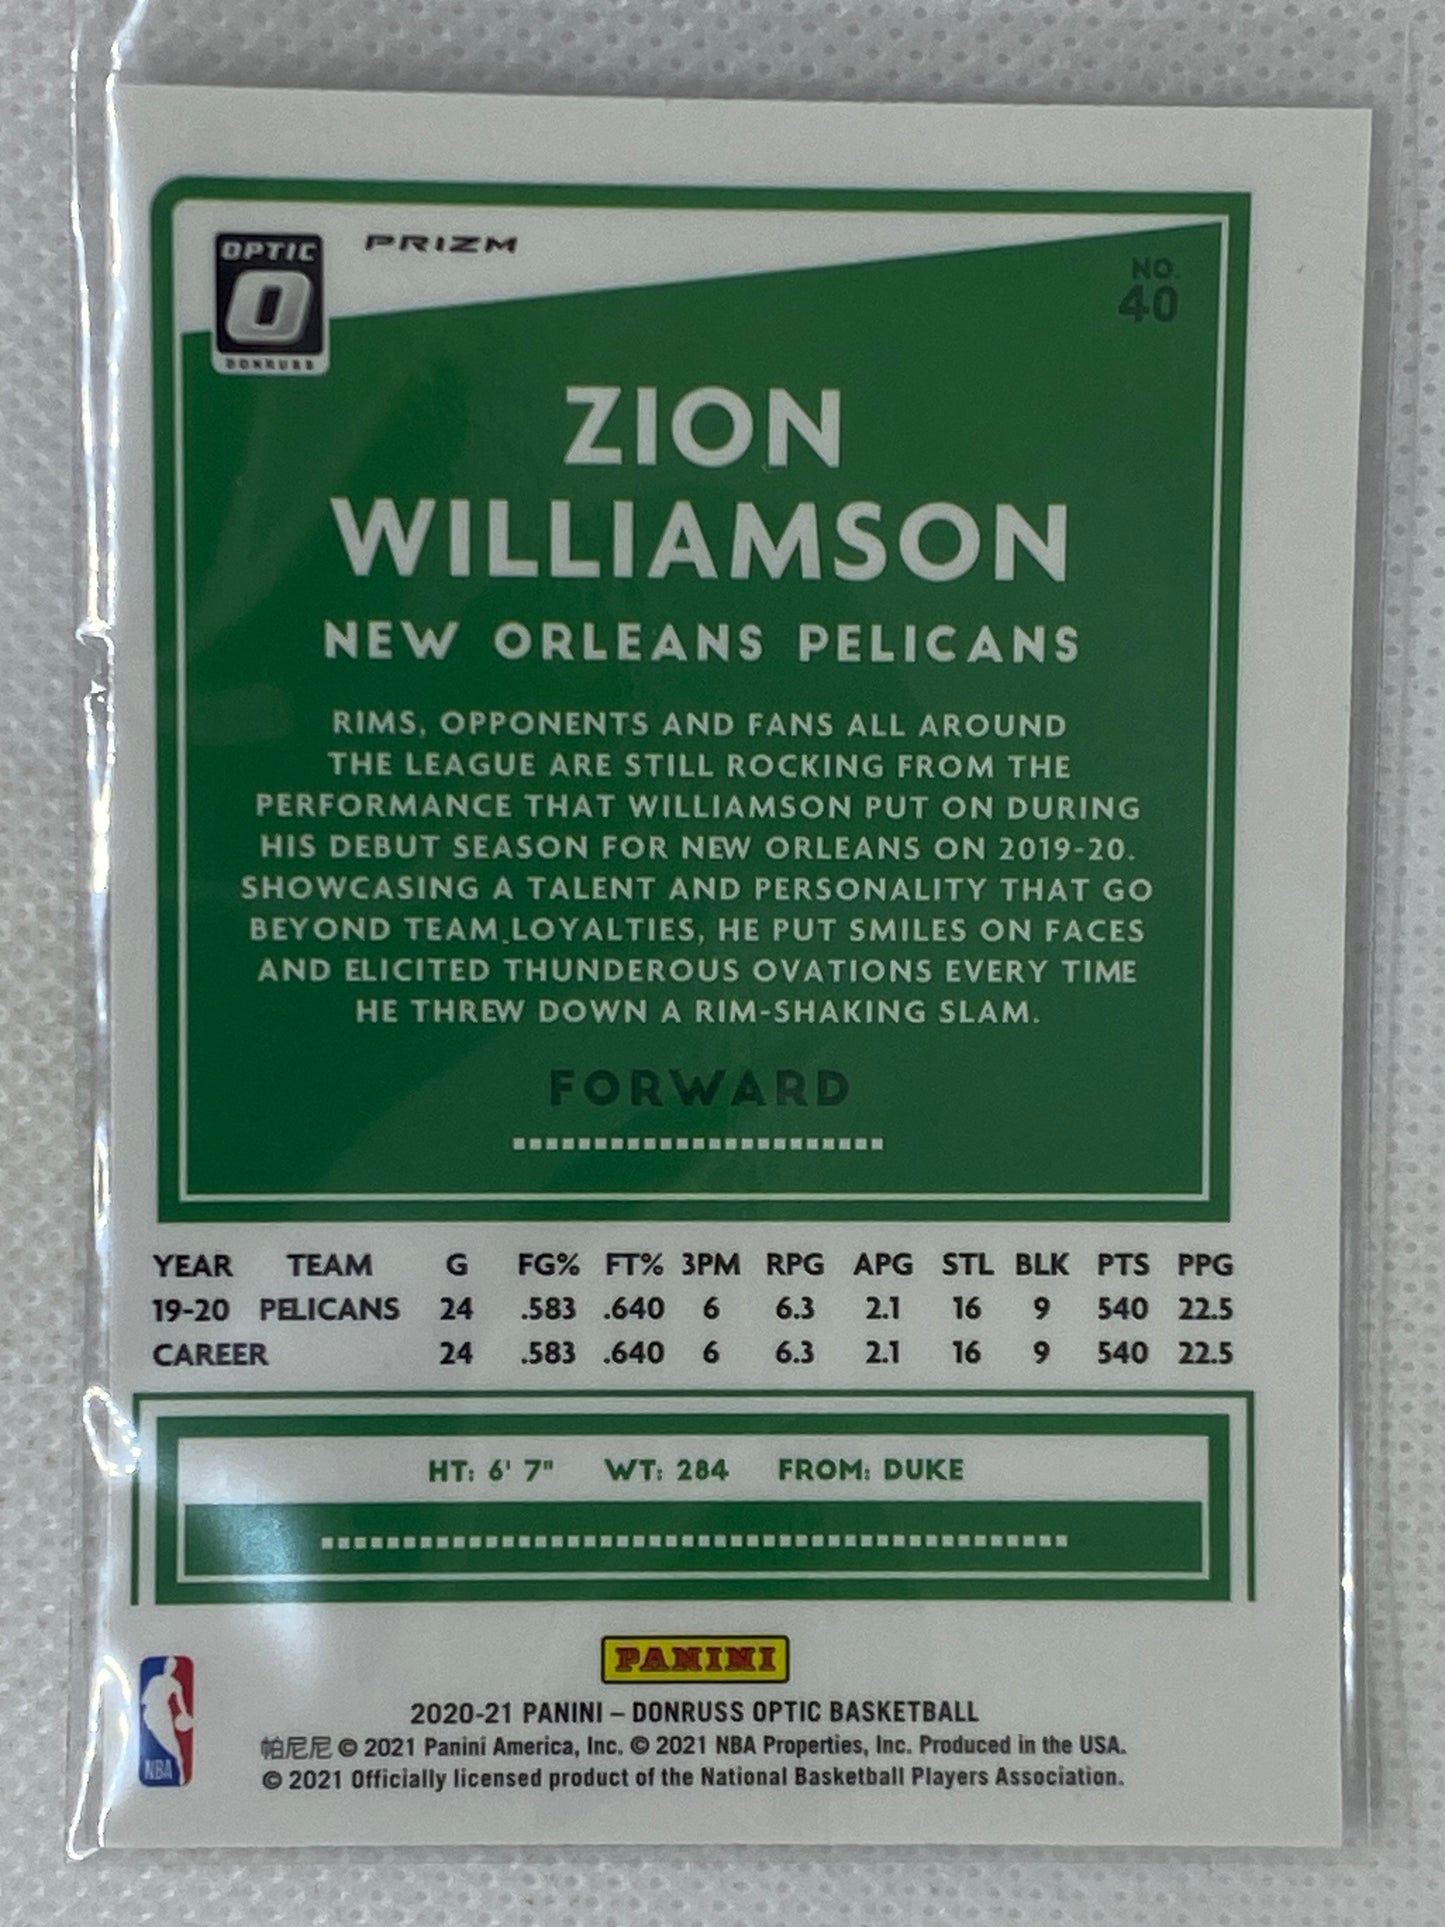 OPTIC
O
DONRUSS
PRIZM
NO.
40
ZION
WILLIAMSON
NEW ORLEANS PELICANS
RIMS, OPPONENTS AND FANS ALL AROUND
THE LEAGUE ARE STILL ROCKING FROM THE
PERFORMANCE THAT WILLIAMSON PUT ON DURING
HIS DEBUT SEASON FOR NEW ORLEANS ON 2019-20.
SHOWCASING A TALENT AND PERSONALITY THAT GO
BEYOND TEAM LOYALTIES, HE PUT SMILES ON FACES
AND ELICITED THUNDEROUS OVATIONS EVERY TIME
HE THREW DOWN A RIM-SHAKING SLAM.
FORWARD
YEAR TEAM G FG% FT% 3PM RPG APG STL BLK PTS PPG
19-20 PELICANS 24 .583 .640 6 6.3 2.1 16 9 540 22.5
CAREER 24 .583 .640 6 6.3 2.1 16 9 540 22.5
HT: 6' 7" WT: 284 FROM: DUKE
PANINI
NBA
2020-21 PANINI – DONRUSS OPTIC BASKETBALL
帕尼尼 © 2021 Panini America, Inc. © 2021 NBA Properties, Inc. Produced in the USA.
© 2021 Officially licensed product of the National Basketball Players Association.